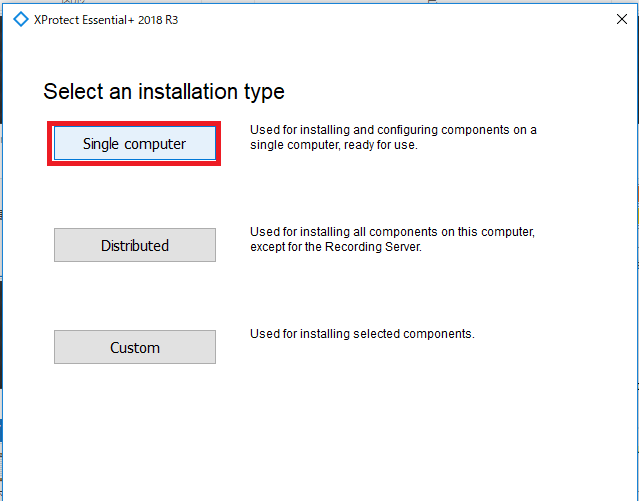 XProtect Essential+ 2018 R3
Select an installation type
Single computer
Used for installing and configuring components on a
single computer, ready for use.
Distributed
Used for installing all components on this computer,
except for the Recording Server.
Custom
Used for installing selected components.